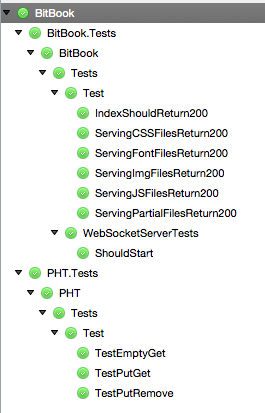 BitBook
BitBook.Tests
BitBook
Tests
Test
IndexShouldReturn200
ServingCSSFilesReturn200
ServingFontFilesReturn200
ServingImgFilesReturn200
ServingJSFilesReturn200
ServingPartialFilesReturn200
WebSocketServerTests
ShouldStart
PHT.Tests
PHT
Tests
Test
TestEmptyGet
TestPutGet
TestPutRemove